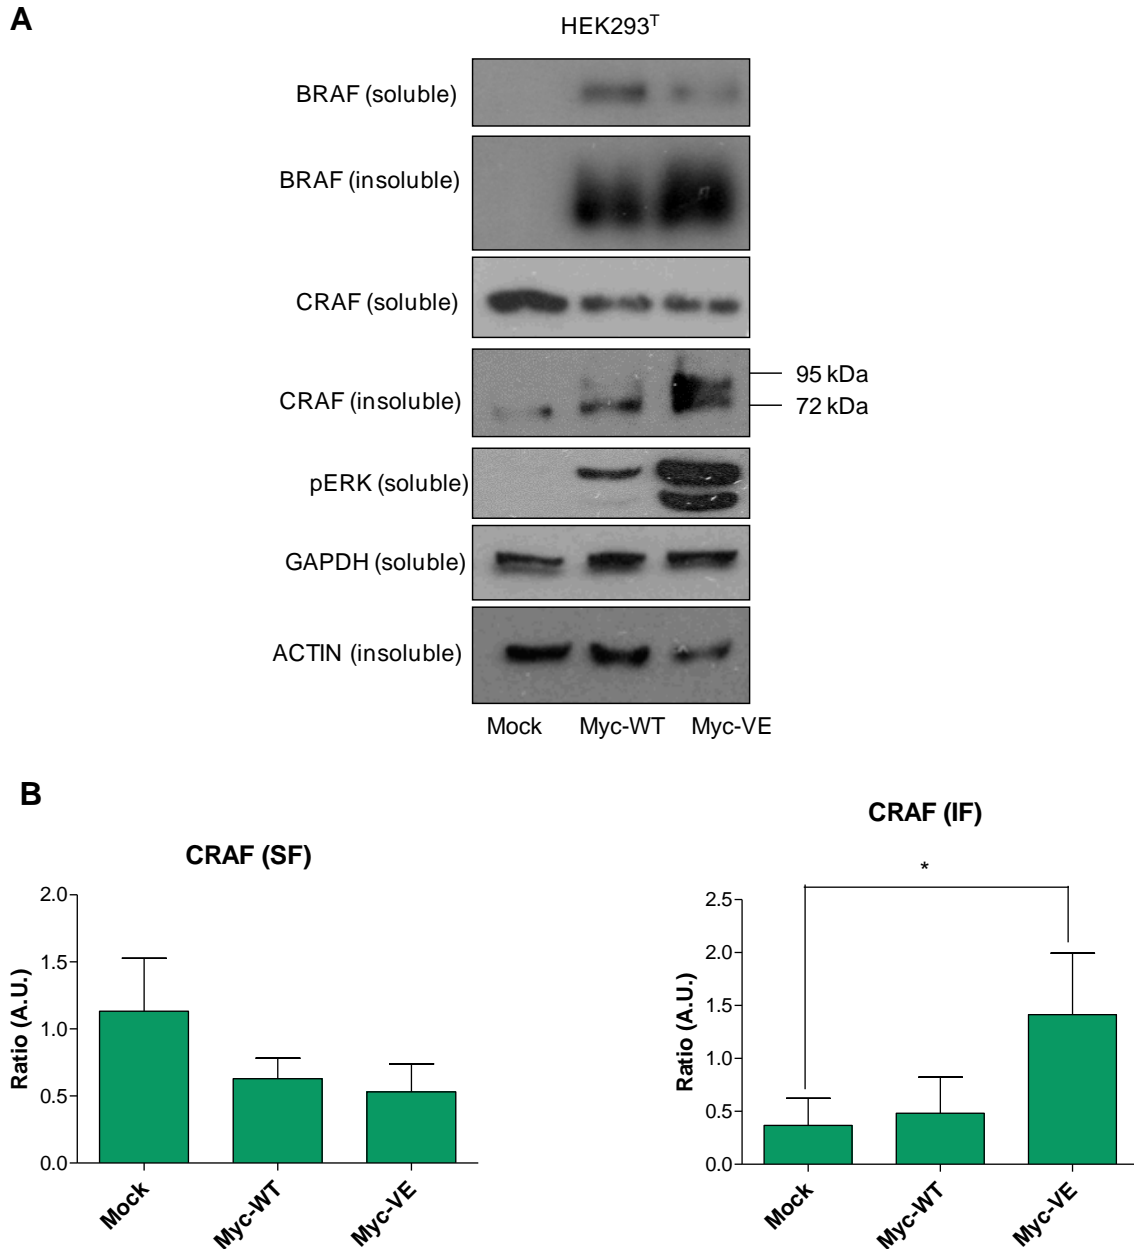 A
HEK293ᵀ
BRAF (soluble)
BRAF (insoluble)
CRAF (soluble)
CRAF (insoluble)
95 kDa
72 kDa
pERK (soluble)
GAPDH (soluble)
ACTIN (insoluble)
Mock Myc-WT Myc-VE
B
CRAF (SF)
2.0
1.5
1.0
0.5
0.0
Ratio (A.U.)
Mock
Myc-WT
Myc-VE
CRAF (IF)
*
2.5
2.0
1.5
1.0
0.5
0.0
Ratio (A.U.)
Mock
Myc-WT
Myc-VE